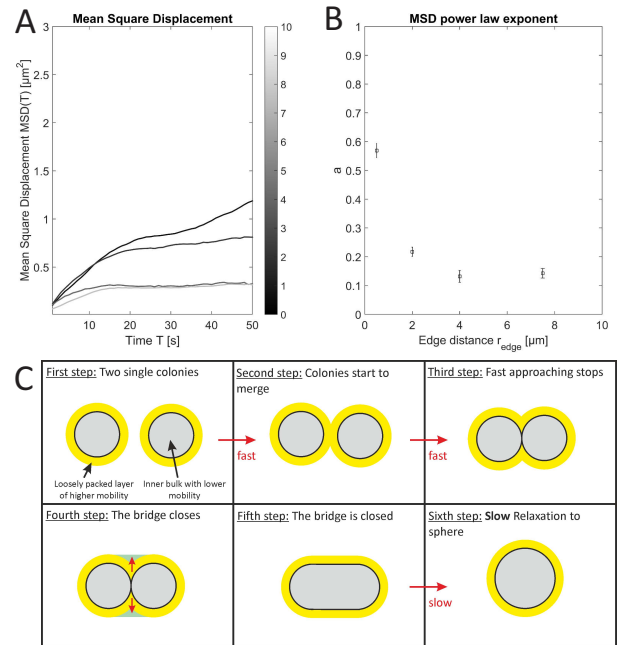 A
Mean Square Displacement
Mean Square Displacement MSD(T) [µm²]
3
2.5
2
1.5
1
0.5
10
20
30
40
50
Time T [s]
10
9
8
7
6
5
4
3
2
1
0
B
MSD power law exponent
a
1
0.9
0.8
0.7
0.6
0.5
0.4
0.3
0.2
0.1
0
0
2
4
6
8
10
Edge distance r_edge [µm]
C
First step: Two single colonies
Loosely packed layer
of higher mobility
Inner bulk with lower
mobility
fast
Second step: Colonies start to
merge
fast
Third step: Fast approaching stops
Fourth step: The bridge closes
Fifth step: The bridge is closed
slow
Sixth step: Slow Relaxation to
sphere